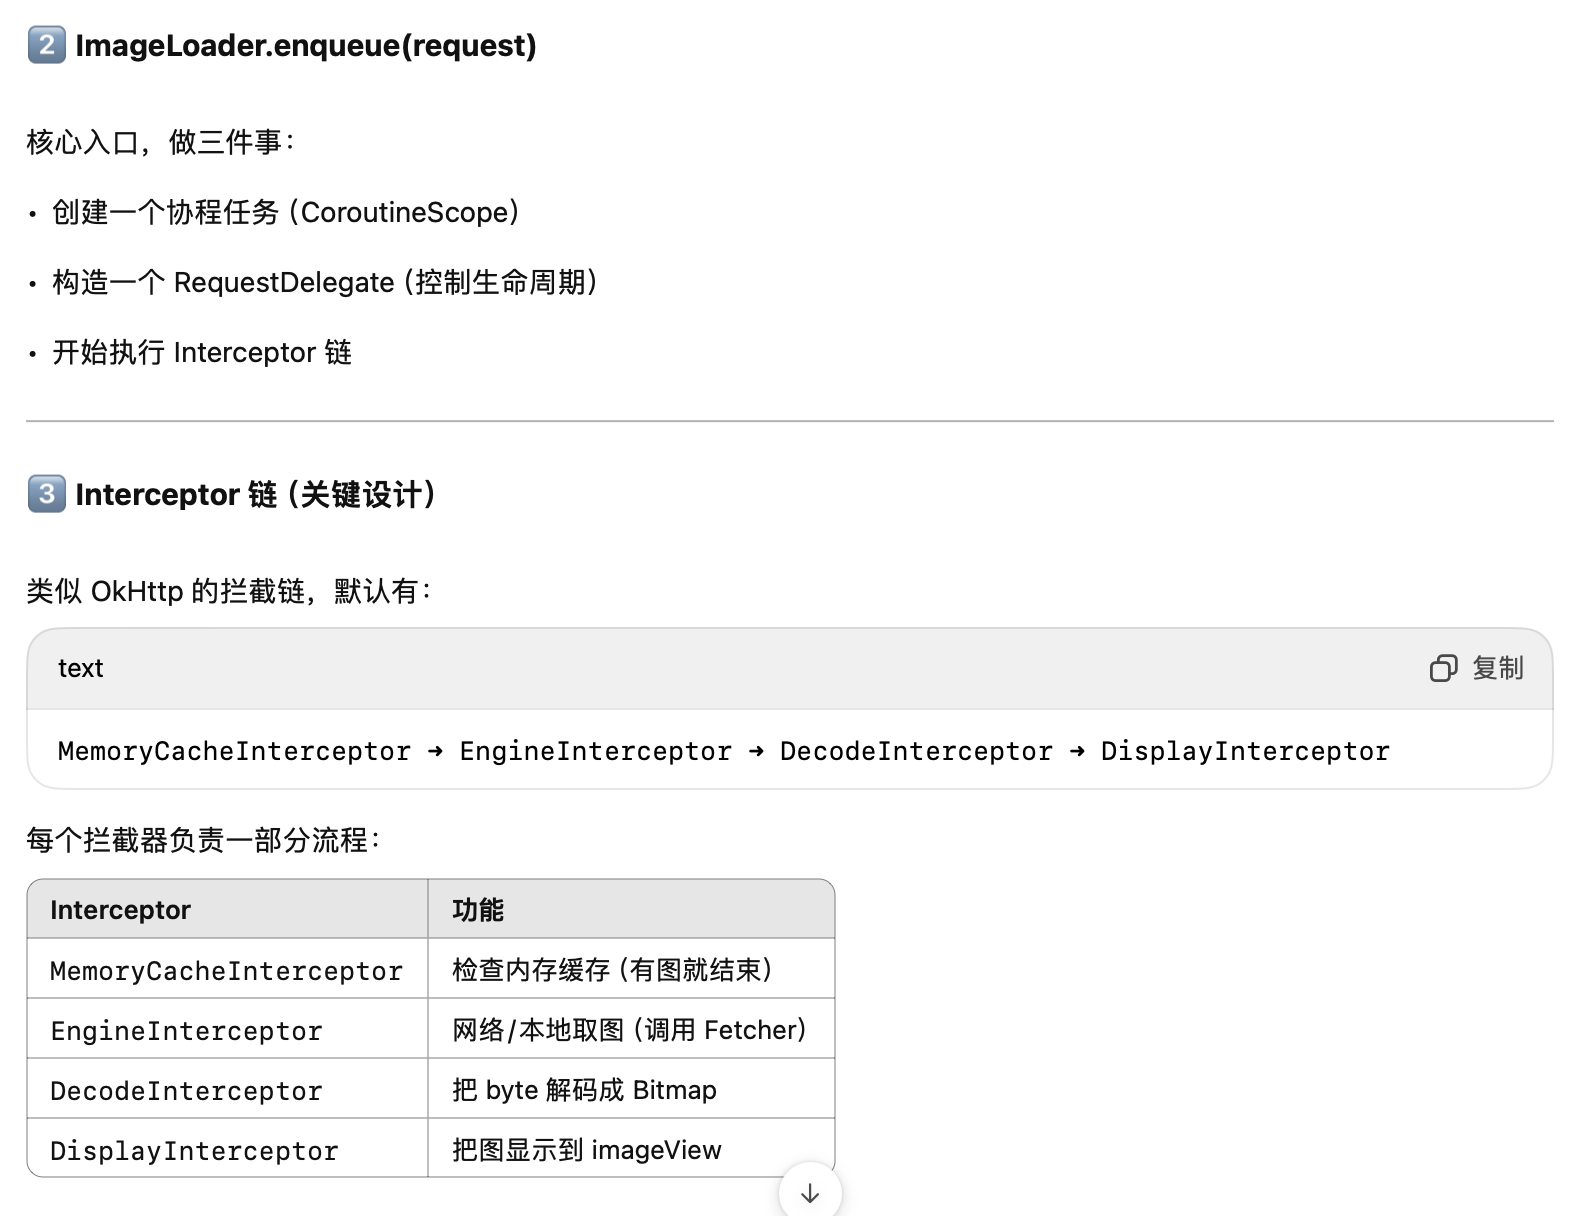 2 ImageLoader.enqueue(request)
核心入口，做三件事：
• 创建一个协程任务（CoroutineScope）
• 构造一个 RequestDelegate（控制生命周期）
• 开始执行 Interceptor 链
3 Interceptor 链（关键设计）
类似 OkHttp 的拦截链，默认有：
text 复制
MemoryCacheInterceptor → EngineInterceptor → DecodeInterceptor → DisplayInterceptor
每个拦截器负责一部分流程：
Interceptor 功能
MemoryCacheInterceptor 检查内存缓存（有图就结束）
EngineInterceptor 网络/本地取图（调用 Fetcher）
DecodeInterceptor 把 byte 解码成 Bitmap
DisplayInterceptor 把图显示到 imageView